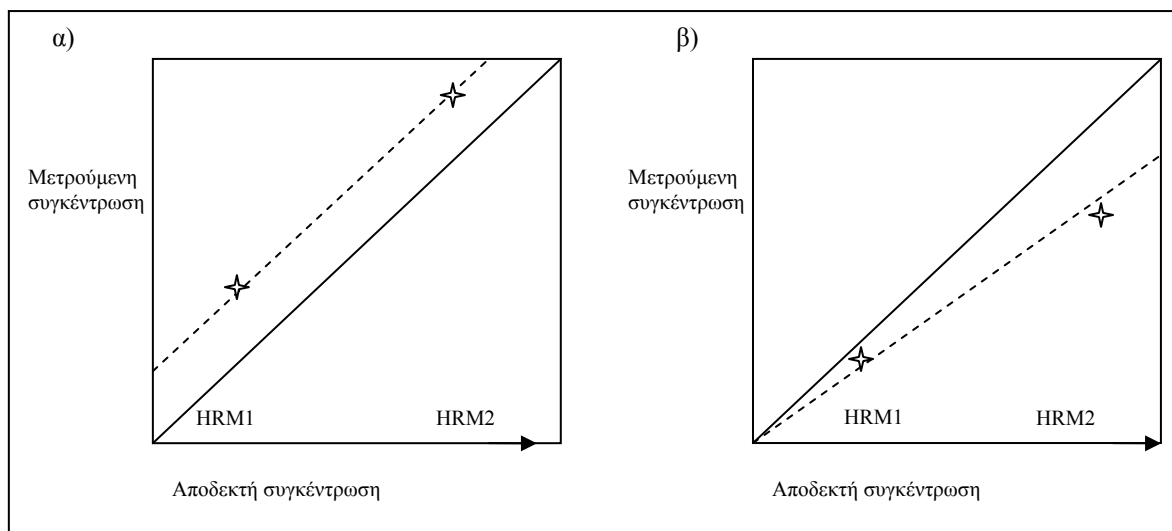 α)
Μετρούμενη
συγκέντρωση
HRM1
HRM2
Αποδεκτή συγκέντρωση
β)
Μετρούμενη
συγκέντρωση
HRM1
HRM2
Αποδεκτή συγκέντρωση